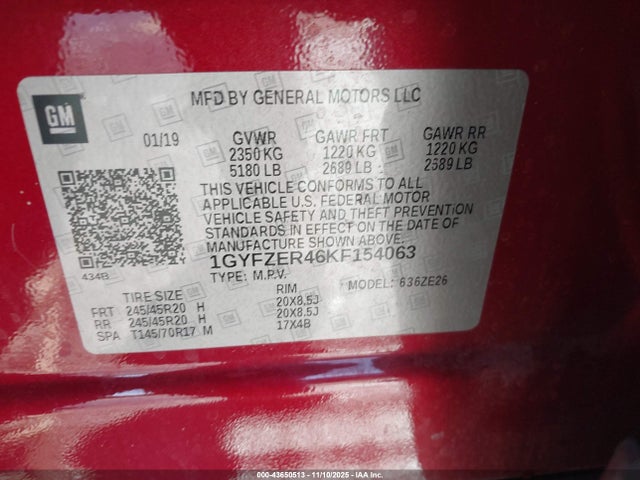 MFD BY GENERAL MOTORS LLC
GM
01/19 GVWR GAWR FRT GAWR RR
2350 KG 1220 KG 1220 KG
5180 LB 2689 LB 2689 LB
THIS VEHICLE CONFORMS TO ALL
APPLICABLE U.S. FEDERAL MOTOR
VEHICLE SAFETY AND THEFT PREVENTION
STANDARDS IN EFFECT ON THE DATE OF
MANUFACTURE SHOWN ABOVE.
434B 1GYFZER46KF154063
TYPE: M.P.V. MODEL: 636ZE26
TIRE SIZE RIM
FRT 245/45R20 H 20X8.5J
RR 245/45R20 H 20X8.5J
SPA T145/70R17 M 17X4B
000-43650513 - 11/10/2025 - IAA Inc.